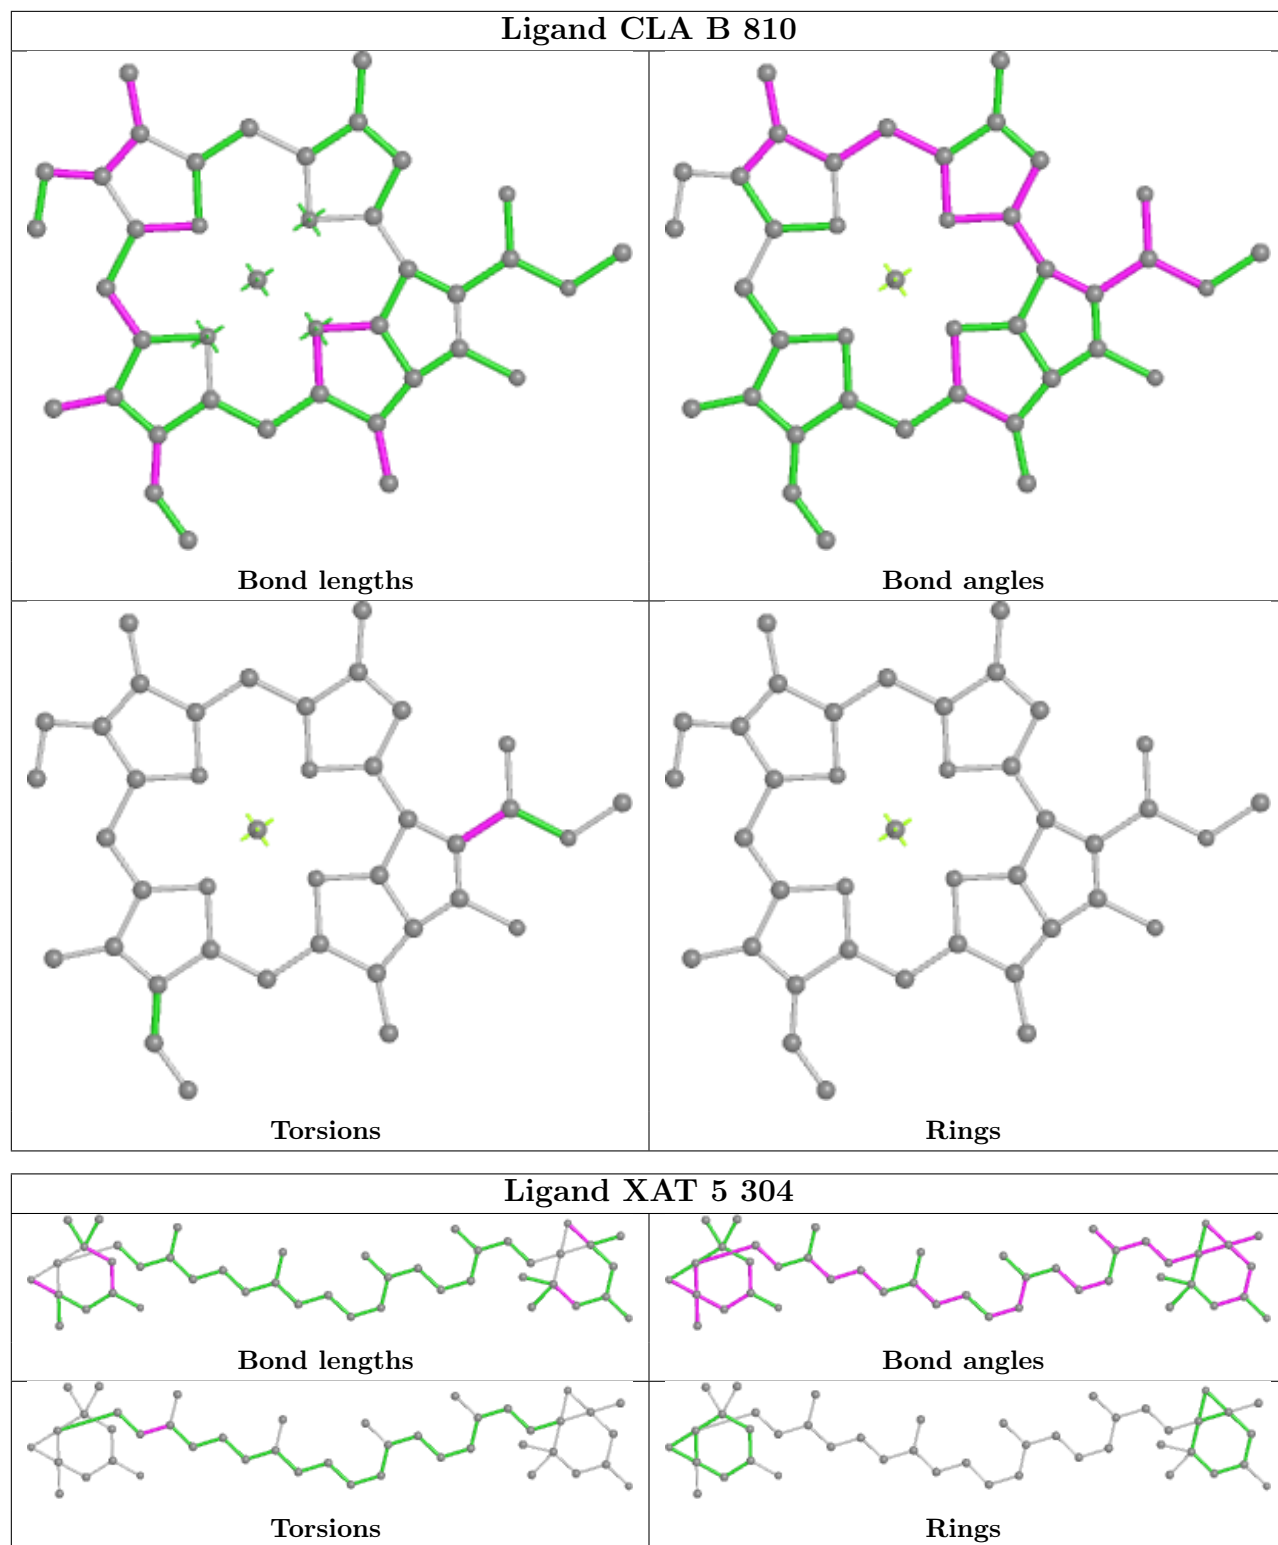 Ligand CLA B 810
Bond lengths
Bond angles
Torsions
Rings
Ligand XAT 5 304
Bond lengths
Bond angles
Torsions
Rings